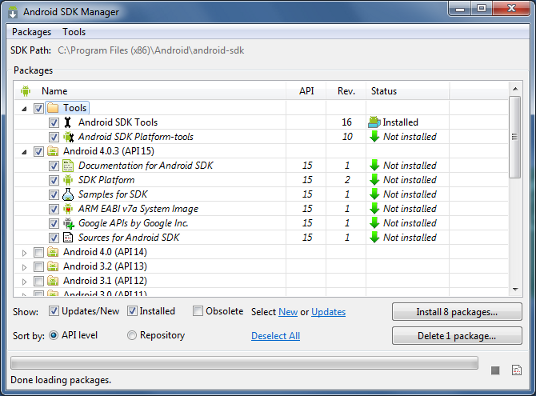 Android SDK Manager
Packages Tools
SDK Path: C:\Program Files (x86)\Android\android-sdk
Packages
Name API Rev. Status
Tools
Android SDK Tools 16 Installed
Android SDK Platform-tools 10 Not installed
Android 4.0.3 (API 15)
Documentation for Android SDK 15 1 Not installed
SDK Platform 15 2 Not installed
Samples for SDK 15 1 Not installed
ARM EABI v7a System Image 15 1 Not installed
Google APIs by Google Inc. 15 1 Not installed
Sources for Android SDK 15 1 Not installed
Android 4.0 (API 14)
Android 3.2 (API 13)
Android 3.1 (API 12)
Android 3.0 (API 11)
Show: Updates/New Installed Obsolete Select New or Updates Install 8 packages...
Sort by: API level Repository Deselect All Delete 1 package...
Done loading packages.